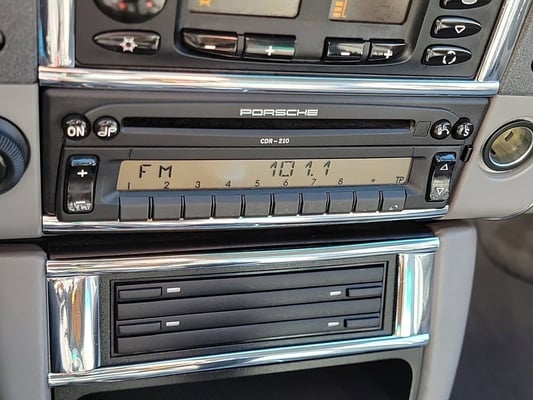 PORSCHE
CDR-210
ON
FM 101.1
1 2 3 4 5 6 7 8 * TP